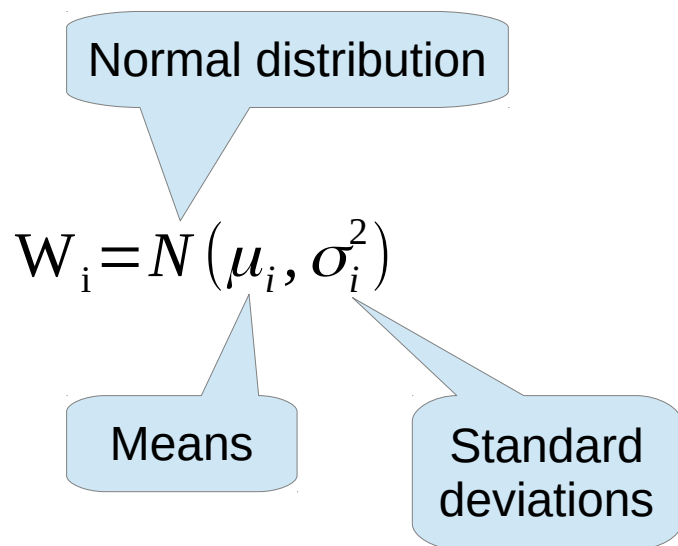 Normal distribution
W_i=N(μ_i, σ_i^2)
Means
Standard
deviations